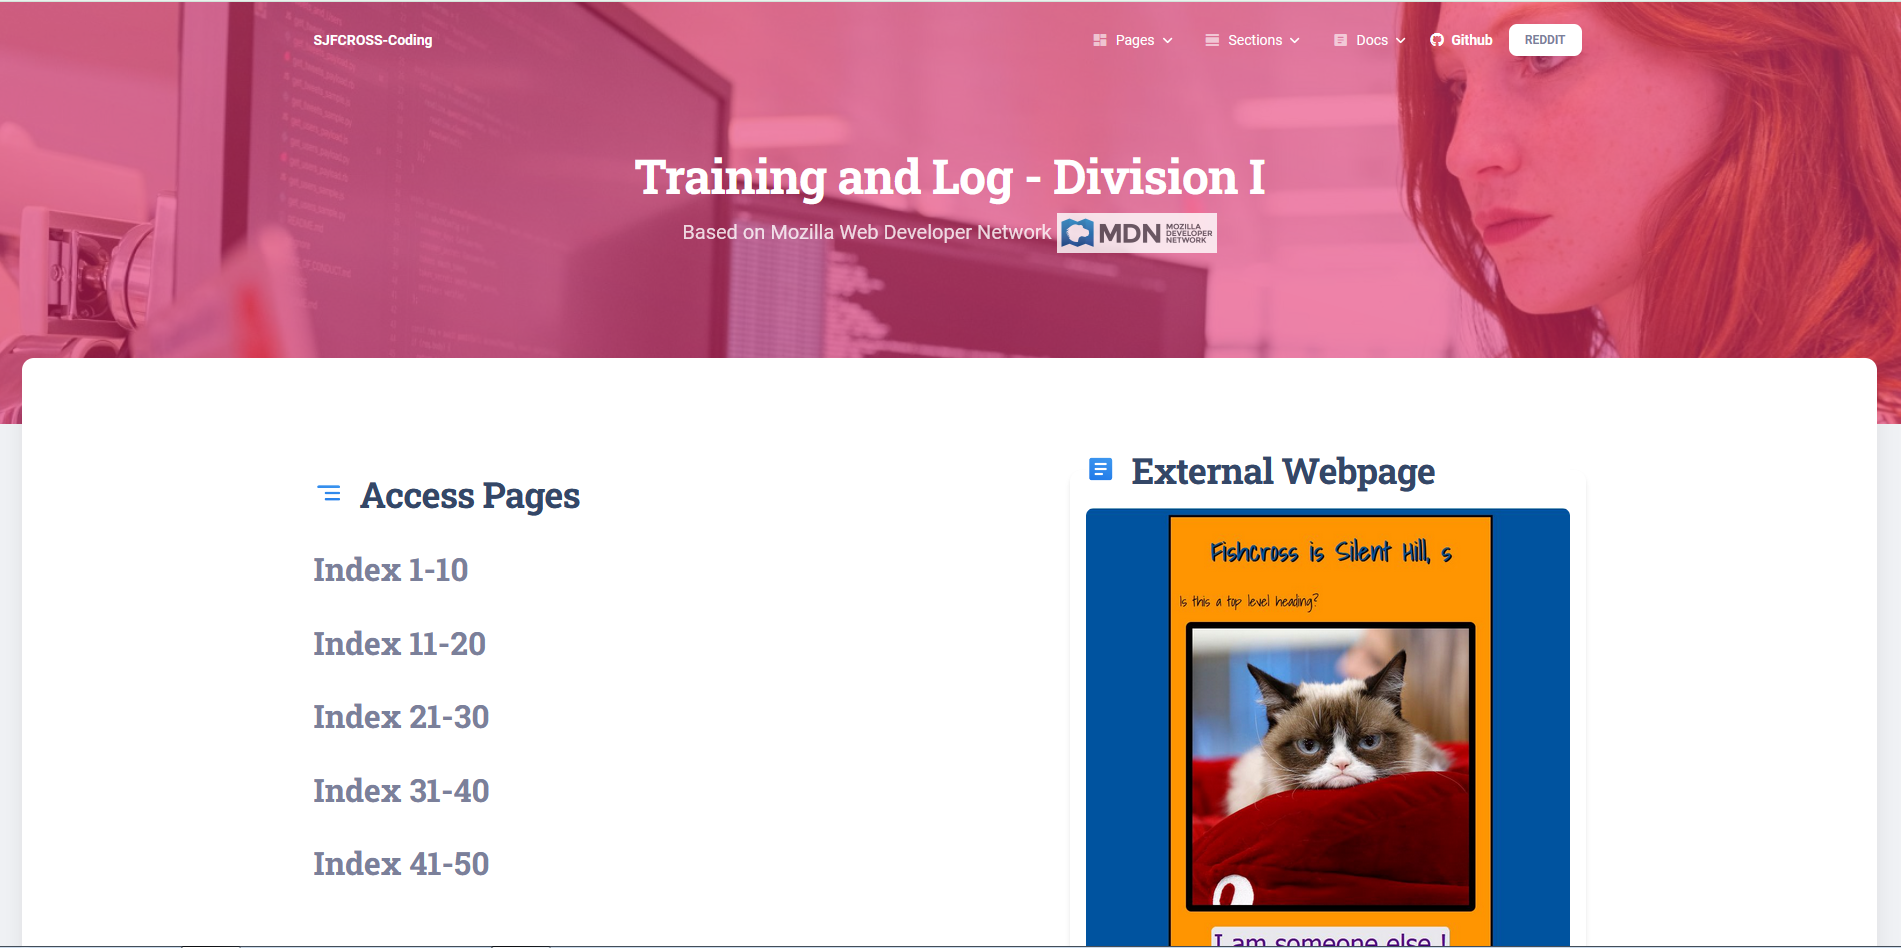 SJFCROSS-Coding
Pages
Sections
Docs
Github
REDDIT
Training and Log - Division I
Based on Mozilla Web Developer Network
MDN
MOZILLA
DEVELOPER
NETWORK
Access Pages
Index 1-10
Index 11-20
Index 21-30
Index 31-40
Index 41-50
External Webpage
Fishcross is Silent Hill, s
Is this a top level heading?
I am someone else !